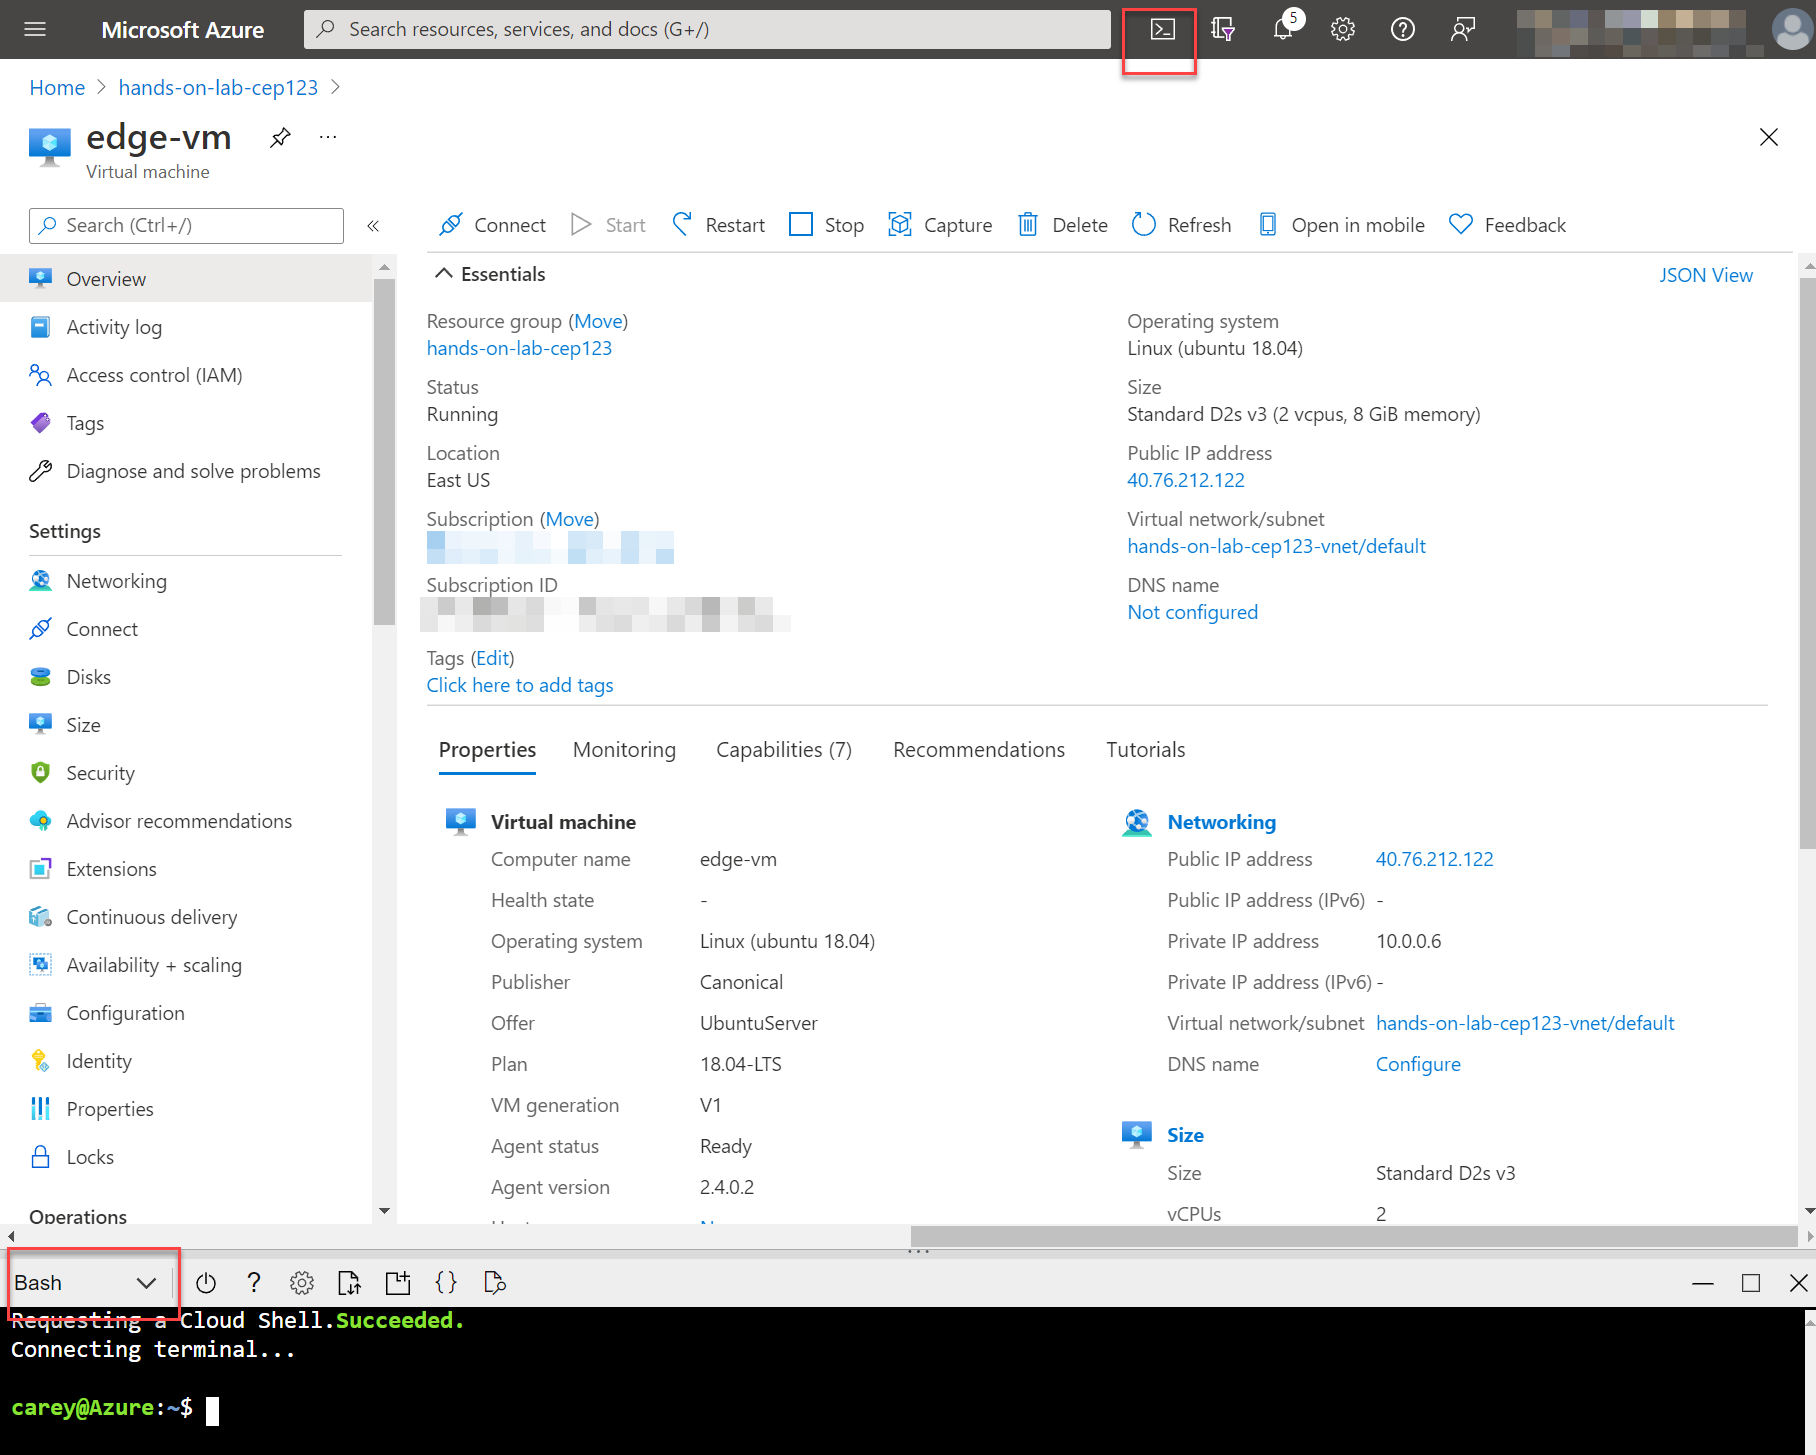 Microsoft Azure
Search resources, services, and docs (G+/)
5
Home > hands-on-lab-cep123 >
edge-vm
Virtual machine
Search (Ctrl+/)
«
Overview
Activity log
Access control (IAM)
Tags
Diagnose and solve problems
Settings
Networking
Connect
Disks
Size
Security
Advisor recommendations
Extensions
Continuous delivery
Availability + scaling
Configuration
Identity
Properties
Locks
Operations
Connect Start Restart Stop Capture Delete Refresh Open in mobile Feedback
Essentials
JSON View
Resource group (Move)
hands-on-lab-cep123
Status
Running
Location
East US
Subscription (Move)
Subscription ID
Tags (Edit)
Click here to add tags
Operating system
Linux (ubuntu 18.04)
Size
Standard D2s v3 (2 vcpus, 8 GiB memory)
Public IP address
40.76.212.122
Virtual network/subnet
hands-on-lab-cep123-vnet/default
DNS name
Not configured
Properties Monitoring Capabilities (7) Recommendations Tutorials
Virtual machine
Computer name edge-vm
Health state -
Operating system Linux (ubuntu 18.04)
Publisher Canonical
Offer UbuntuServer
Plan 18.04-LTS
VM generation V1
Agent status Ready
Agent version 2.4.0.2
Networking
Public IP address 40.76.212.122
Public IP address (IPv6) -
Private IP address 10.0.0.6
Private IP address (IPv6) -
Virtual network/subnet hands-on-lab-cep123-vnet/default
DNS name Configure
Size
Size Standard D2s v3
vCPUs 2
Bash
Requesting a Cloud Shell.Succeeded.
Connecting terminal...
carey@Azure:~$